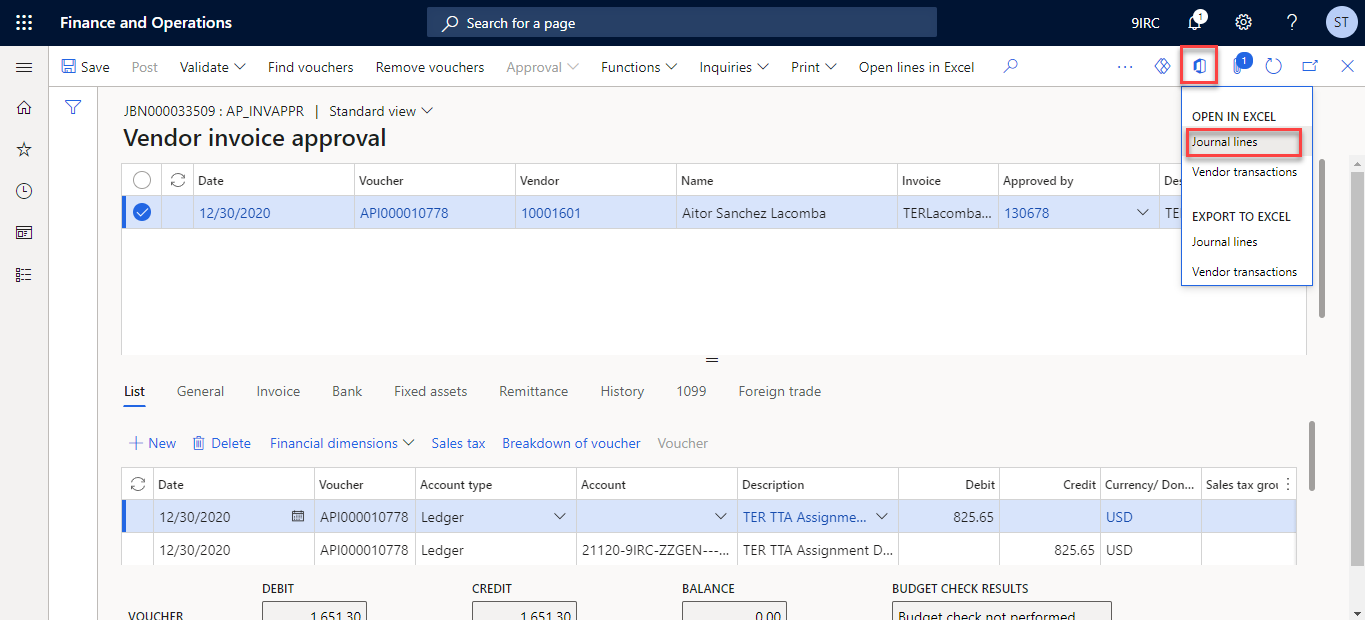 Finance and Operations
Search for a page
9IRC
1
?
ST
Save
Post
Validate
Find vouchers
Remove vouchers
Approval
Functions
Inquiries
Print
Open lines in Excel
...
1
OPEN IN EXCEL
Journal lines
Vendor transactions
EXPORT TO EXCEL
Journal lines
Vendor transactions
JBN000033509 : AP_INVAPPR | Standard view
Vendor invoice approval
Date Voucher Vendor Name Invoice Approved by
12/30/2020 API000010778 10001601 Aitor Sanchez Lacomba TERLacomba... 130678
List General Invoice Bank Fixed assets Remittance History 1099 Foreign trade
New Delete Financial dimensions Sales tax Breakdown of voucher Voucher
Date Voucher Account type Account Description Debit Credit Currency/ Don... Sales tax grou
12/30/2020 API000010778 Ledger TER TTA Assignme... 825.65 USD
12/30/2020 API000010778 Ledger 21120-9IRC-ZZGEN---... TER TTA Assignment D... 825.65 USD
DEBIT CREDIT BALANCE BUDGET CHECK RESULTS
VOUCHER 1,651.30 1,651.30 0.00 Budget check not performed